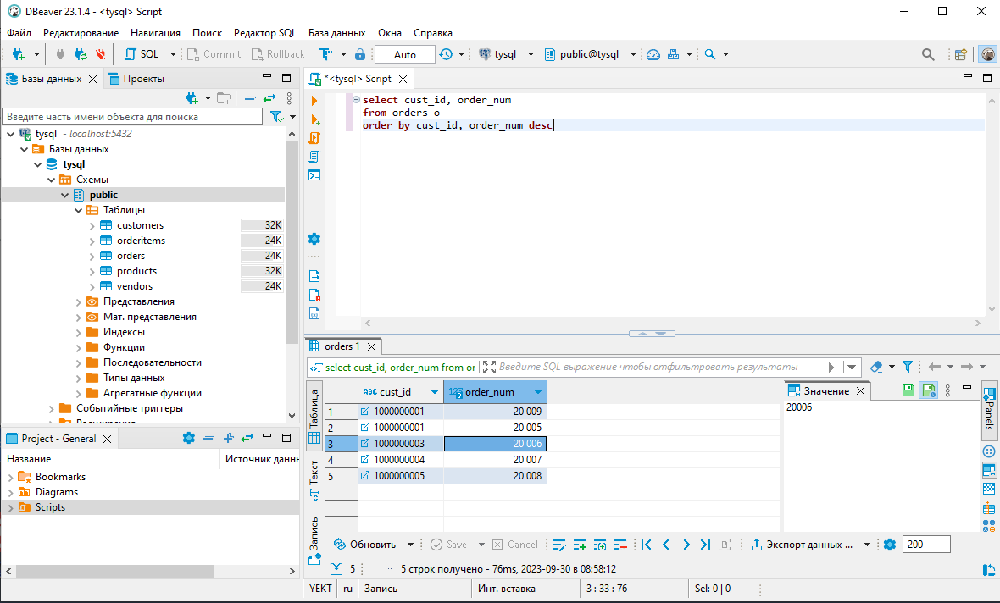 DBeaver 23.1.4 - <tysql> Script
Файл Редактирование Навигация Поиск Редактор SQL База данных Окна Справка
SQL Commit Rollback Auto tysql public@tysql
Базы данных Проекты
Введите часть имени объекта для поиска
tysql - localhost:5432
Базы данных
tysql
Схемы
public
Таблицы
customers 32K
orderitems 24K
orders 24K
products 32K
vendors 24K
Представления
Мат. представления
Индексы
Функции
Последовательности
Типы данных
Агрегатные функции
Событийные триггеры
Project - General
Название Источник данн
Bookmarks
Diagrams
Scripts
*<tysql> Script
select cust_id, order_num
from orders o
order by cust_id, order_num desc
orders 1
select cust_id, order_num from or Введите SQL выражение чтобы отфильтровать результаты
Таблица
Текст
Запись
ABC cust_id 123 order_num
1 1000000001 20 009
2 1000000001 20 005
3 1000000003 20 006
4 1000000004 20 007
5 1000000005 20 008
Значение
20006
Panels
Обновить Save Cancel Экспорт данных ... 200
5 5 строк получено - 76ms, 2023-09-30 в 08:58:12
YEKT ru Запись Инт. вставка 3 : 33 : 76 Sel: 0 | 0